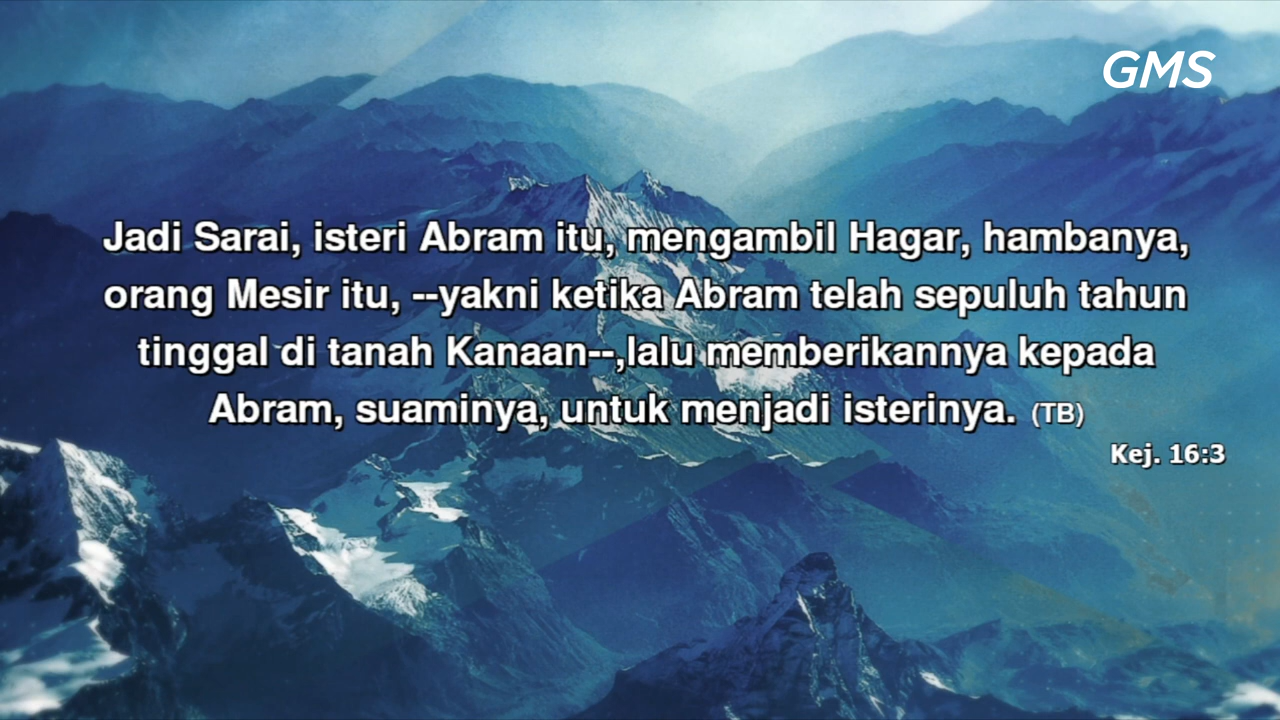 GMS
Jadi Sarai, isteri Abram itu, mengambil Hagar, hambanya,
orang Mesir itu, --yakni ketika Abram telah sepuluh tahun
tinggal di tanah Kanaan--,lalu memberikannya kepada
Abram, suaminya, untuk menjadi isterinya. (TB)
Kej. 16:3